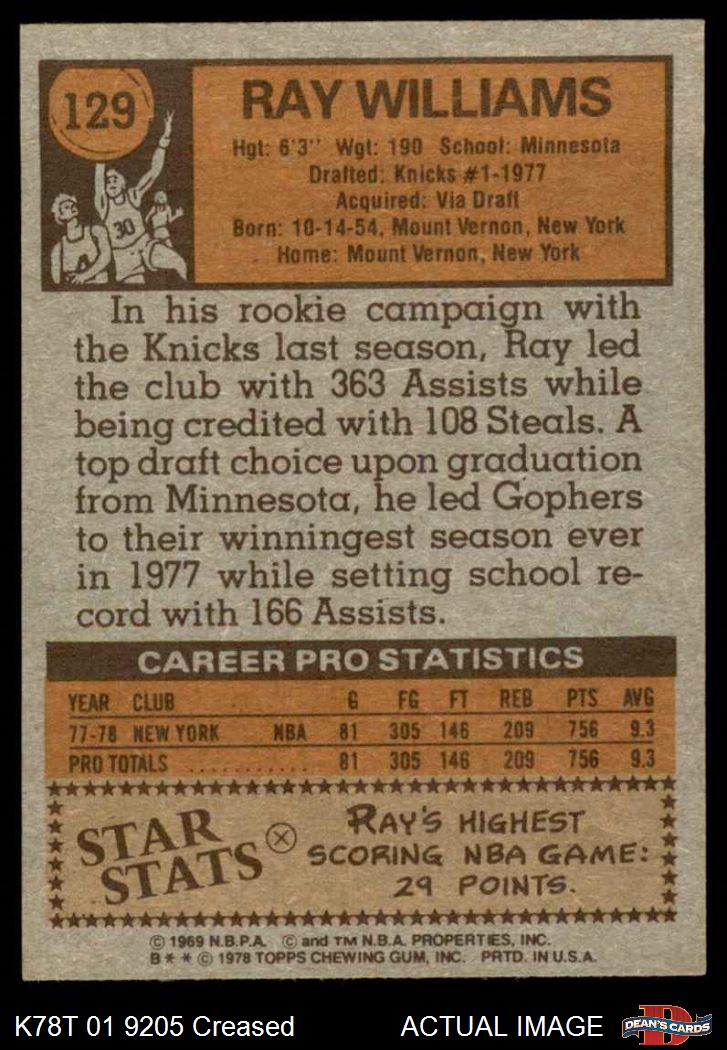 129
RAY WILLIAMS
Hgt: 6'3" Wgt: 190 School: Minnesota
Drafted: Knicks #1-1977
Acquired: Via Draft
Born: 10-14-54, Mount Vernon, New York
Home: Mount Vernon, New York
30
4
In his rookie campaign with
the Knicks last season, Ray led
the club with 363 Assists while
being credited with 108 Steals. A
top draft choice upon graduation
from Minnesota, he led Gophers
to their winningest season ever
in 1977 while setting school re-
cord with 166 Assists.
CAREER PRO STATISTICS
YEAR CLUB G FG FT REB PTS AVG
77-78 NEW YORK NBA 81 305 146 209 756 9.3
PRO TOTALS .......... 81 305 146 209 756 9.3
STAR
STATS
RAY'S HIGHEST
SCORING NBA GAME:
29 POINTS.
© 1969 N.B.P.A. © and TM N.B.A. PROPERTIES, INC.
B * * © 1978 TOPPS CHEWING GUM, INC. PRTD. IN U.S.A.
K78T 01 9205 Creased ACTUAL IMAGE
D
DEAN'S CARDS